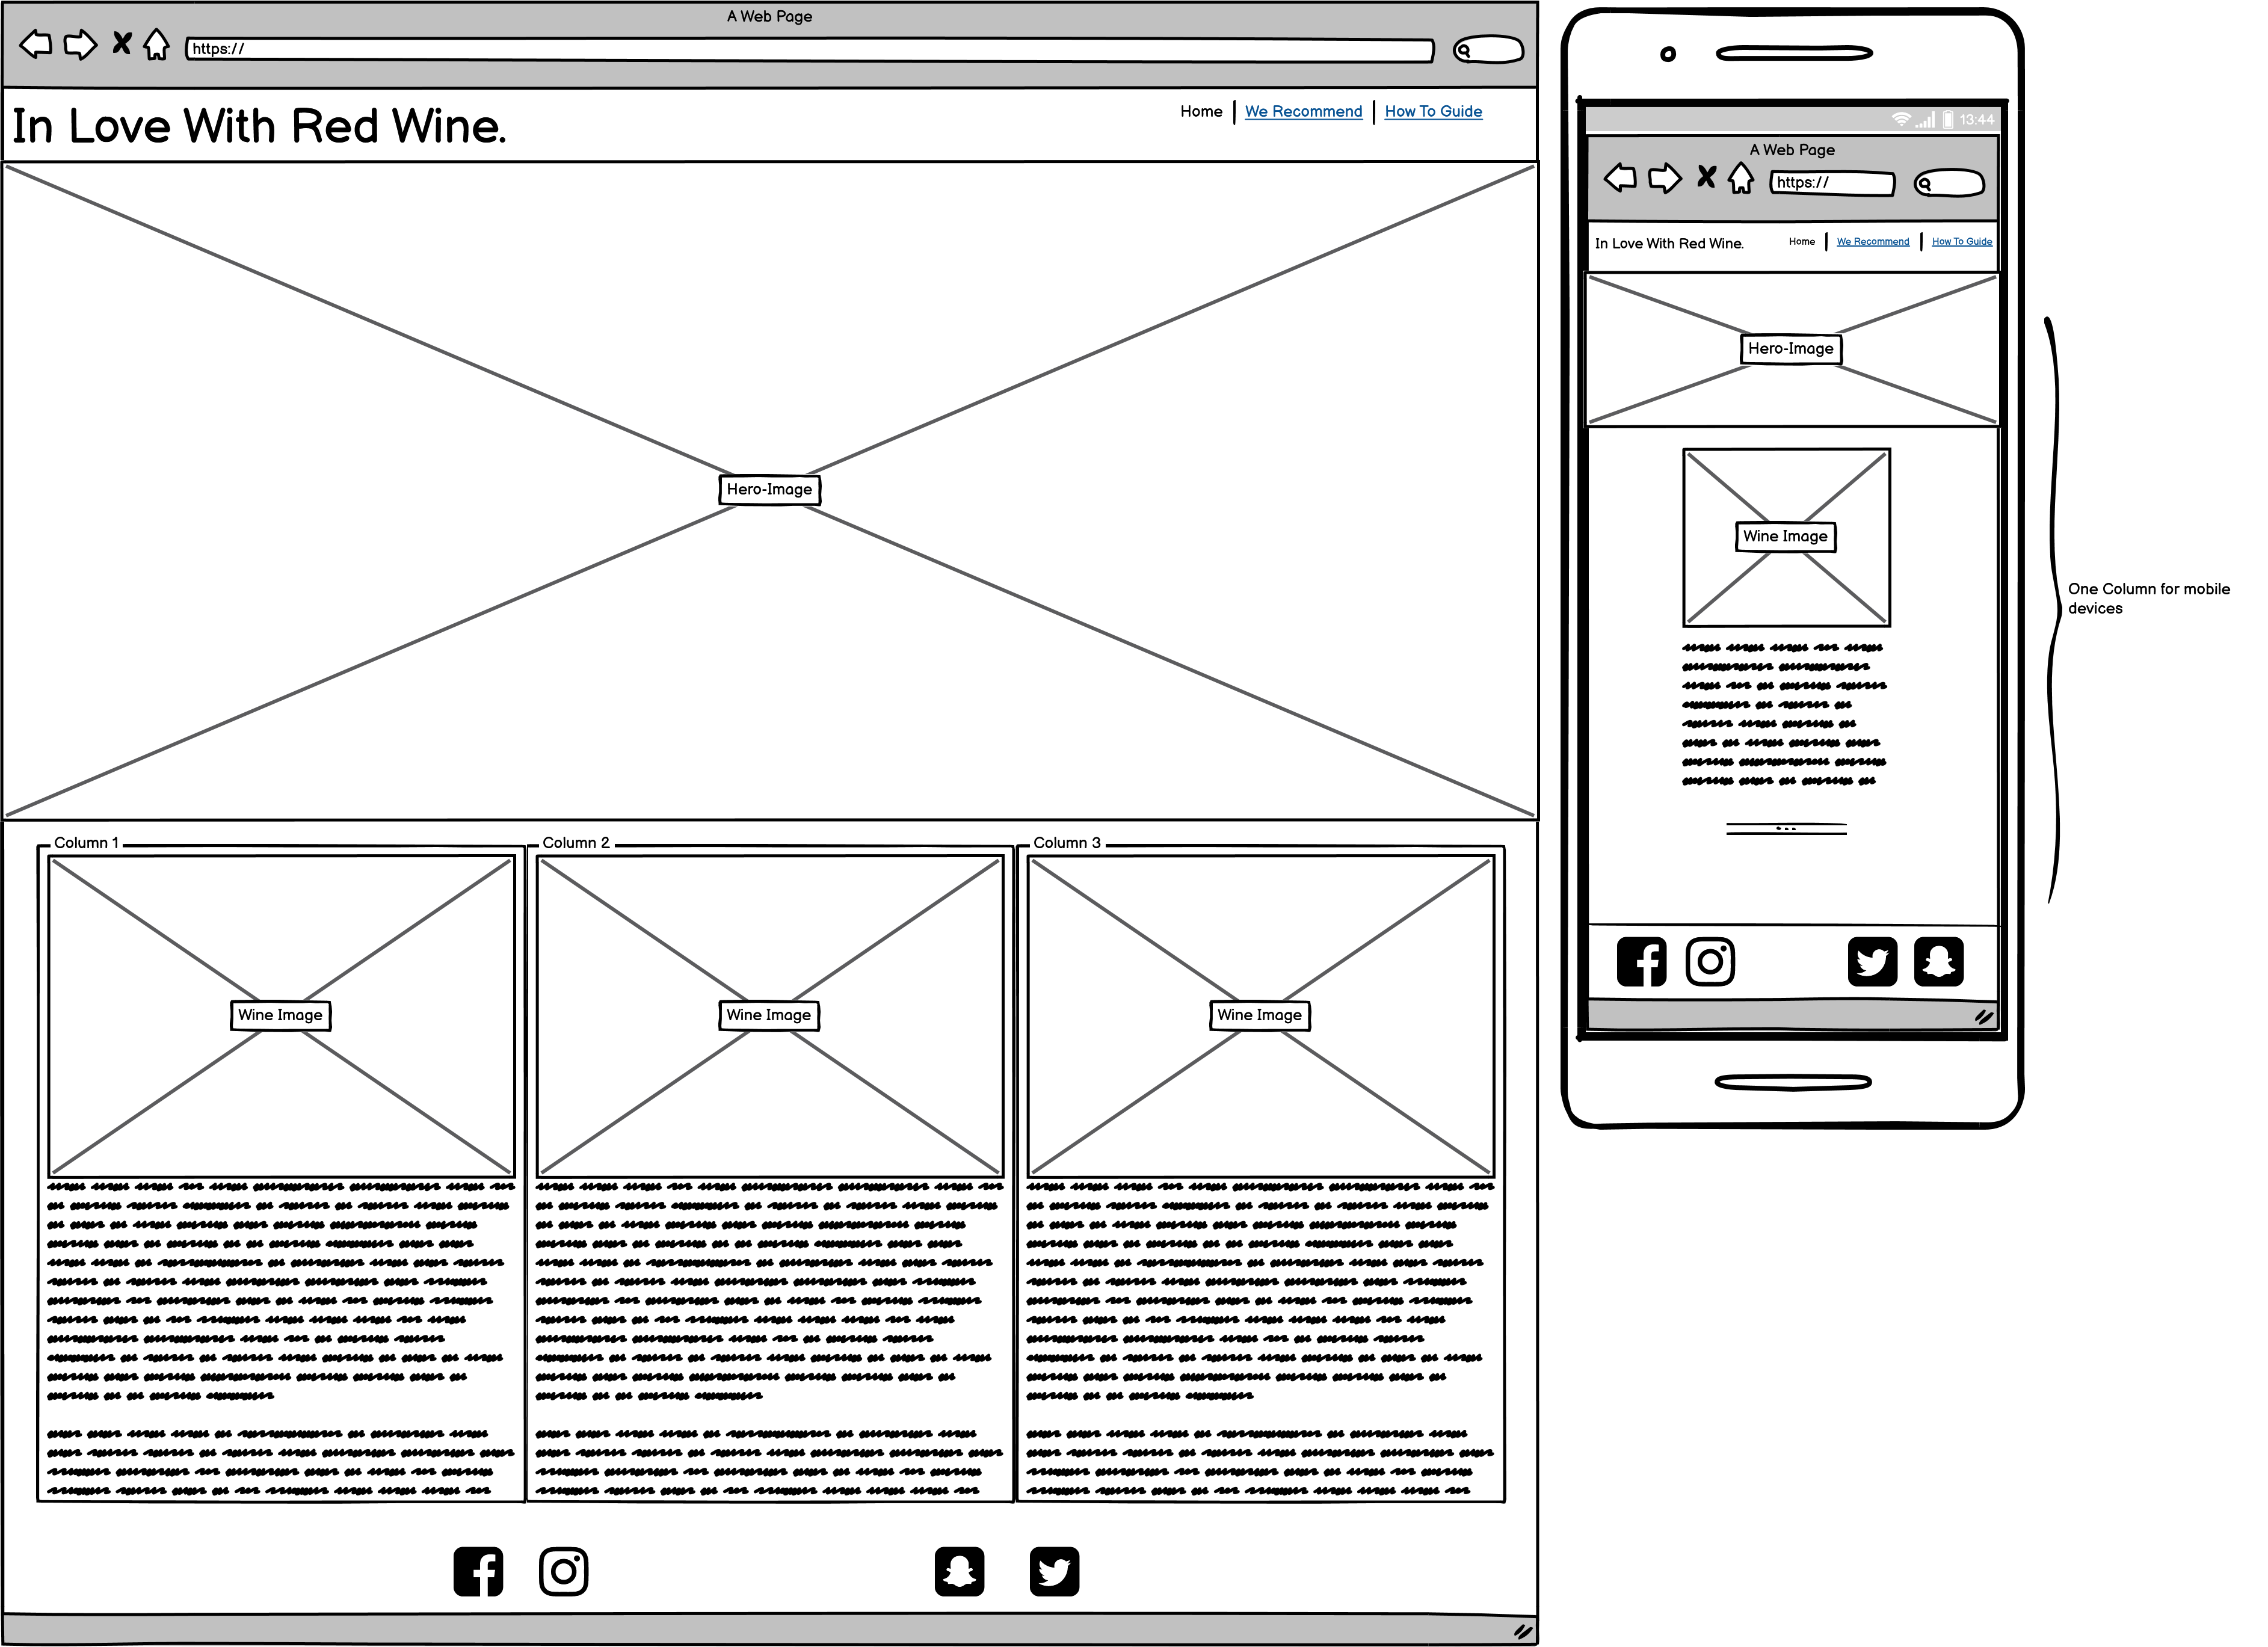 A Web Page
https://
In Love With Red Wine.
Home | We Recommend | How To Guide
Hero-Image
Column 1
Column 2
Column 3
Wine Image
Wine Image
Wine Image
13:44
A Web Page
https://
In Love With Red Wine.
Home | We Recommend | How To Guide
Hero-Image
Wine Image
One Column for mobile
devices